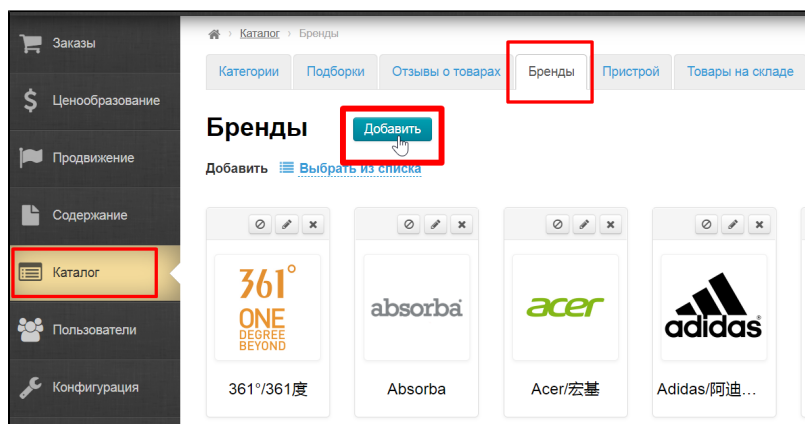 Заказы
Ценообразование
Продвижение
Содержание
Каталог
Пользователи
Конфигурация
Каталог
Бренды
Категории
Подборки
Отзывы о товарах
Бренды
Пристрой
Товары на складе
Бренды
Добавить
Добавить Выбрать из списка
361°
ONE
DEGREE
BEYOND
absorba
acer
adidas
361°/361度
Absorba
Acer/宏基
Adidas/阿迪…